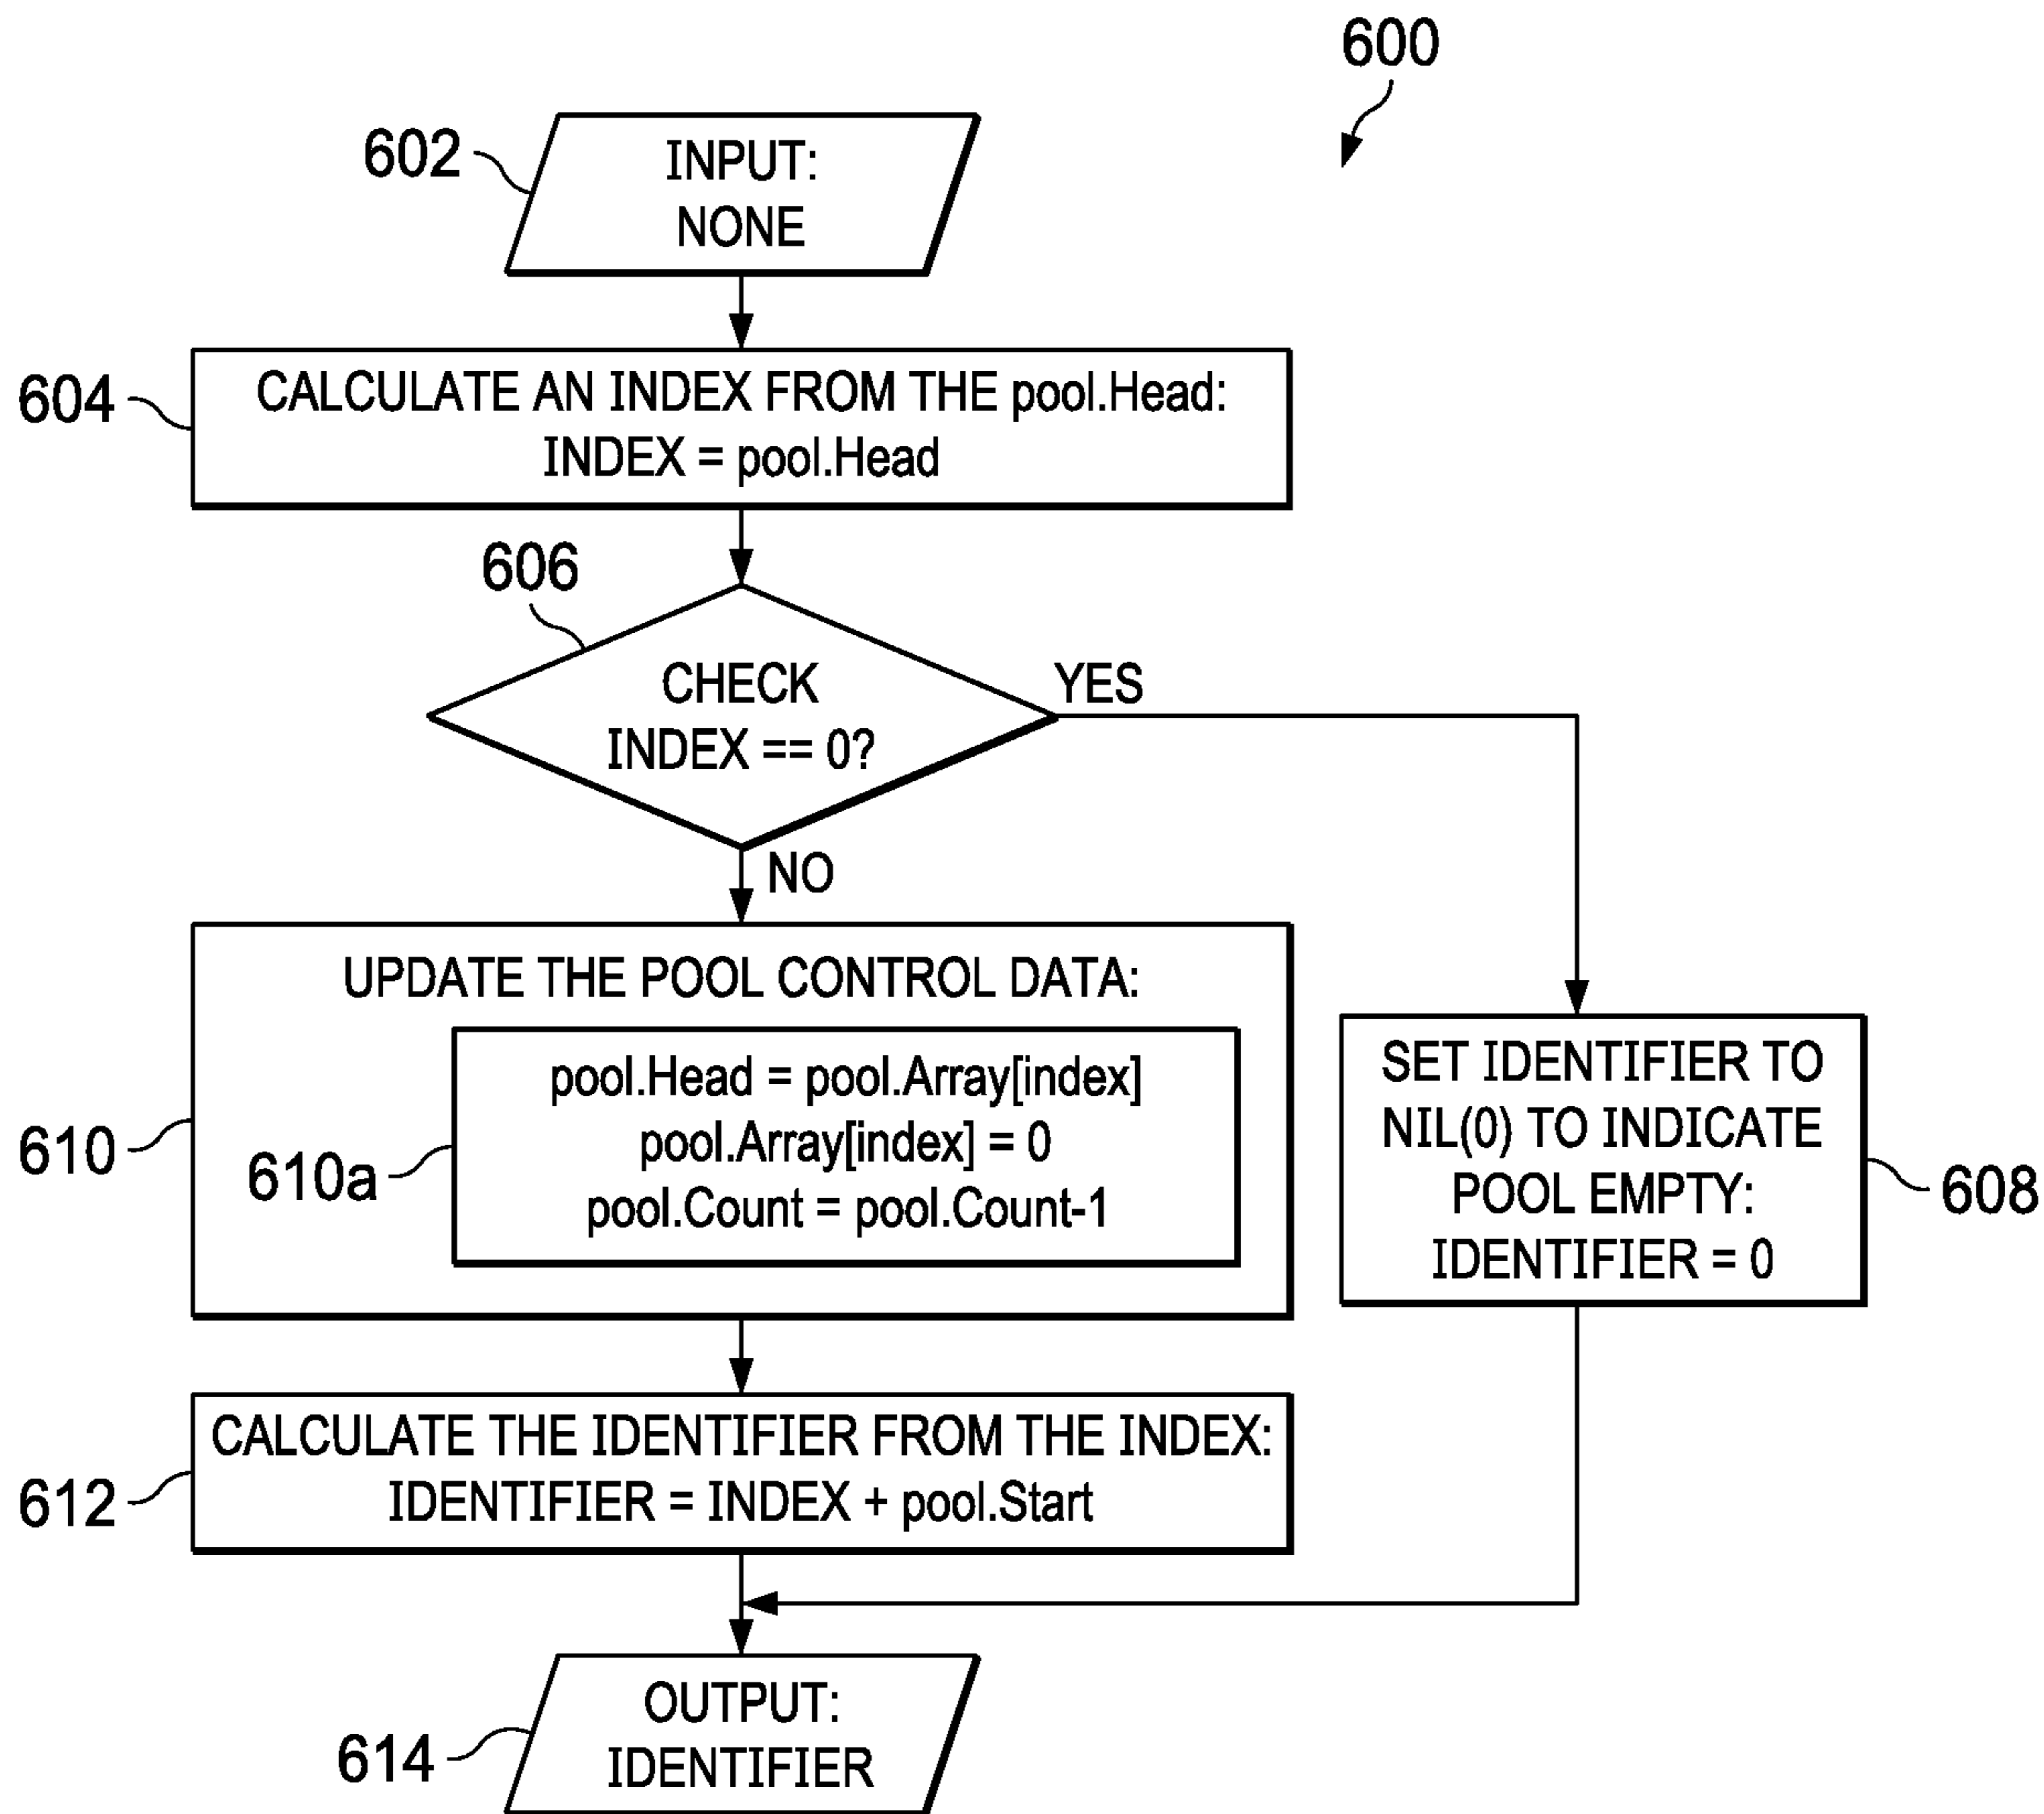 600
602
INPUT:
NONE
604
CALCULATE AN INDEX FROM THE pool.Head:
INDEX = pool.Head
606
CHECK
INDEX == 0?
YES
NO
610
UPDATE THE POOL CONTROL DATA:
610a
pool.Head = pool.Array[index]
pool.Array[index] = 0
pool.Count = pool.Count-1
SET IDENTIFIER TO
NIL(0) TO INDICATE
POOL EMPTY:
IDENTIFIER = 0
608
612
CALCULATE THE IDENTIFIER FROM THE INDEX:
IDENTIFIER = INDEX + pool.Start
614
OUTPUT:
IDENTIFIER